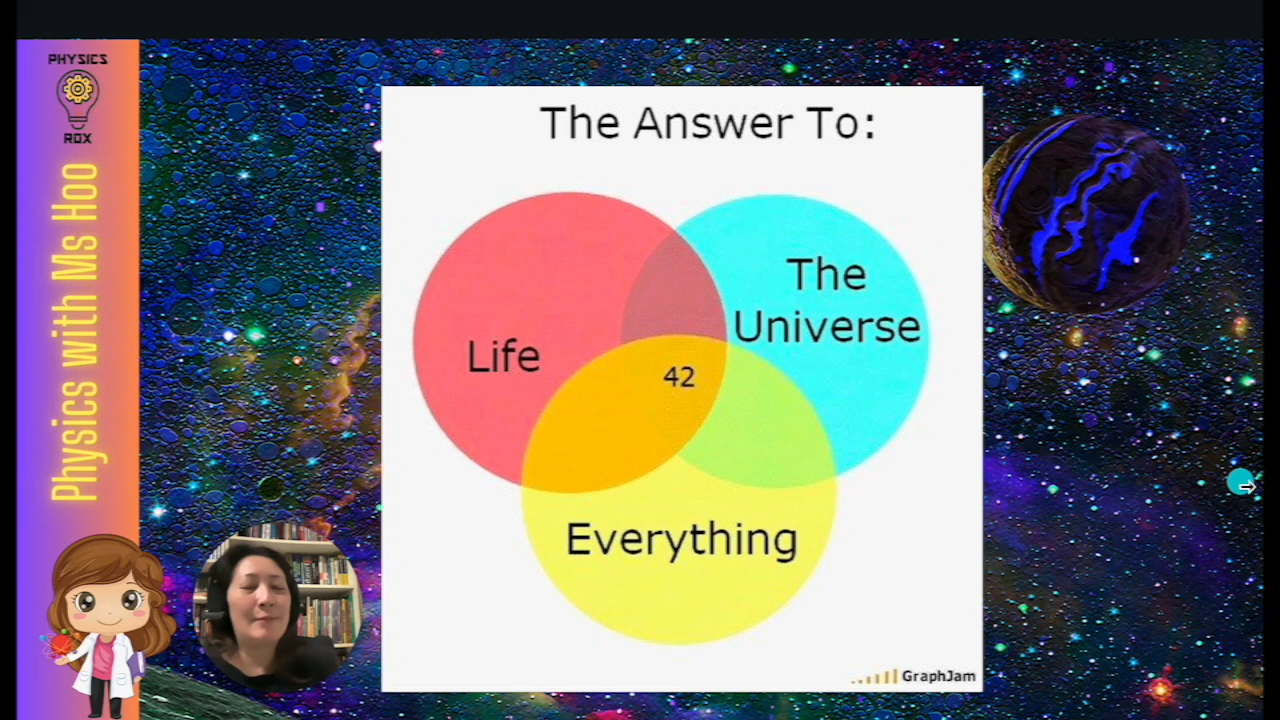 PHYSICS
ROX
Physics with Ms Hoo
The Answer To:
Life
The
Universe
42
Everything
GraphJam